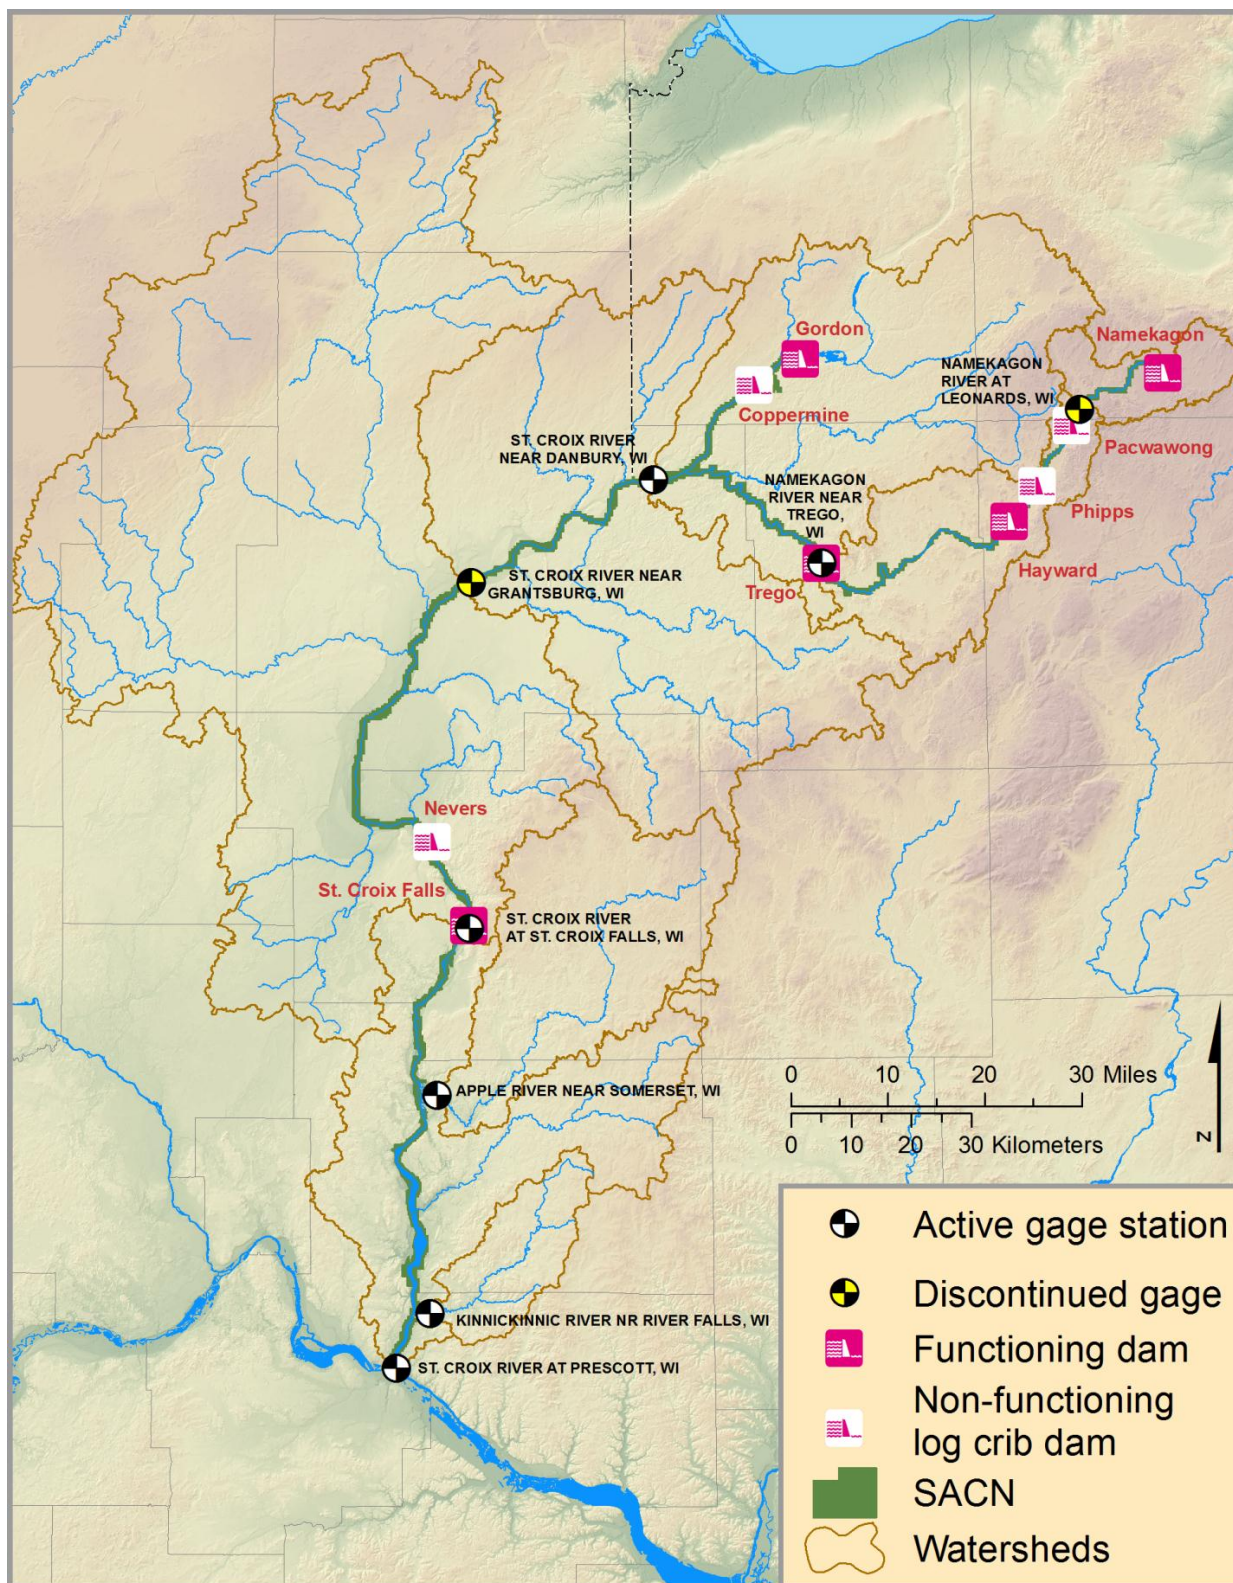 Gordon
Namekagon
NAMEKAGON
RIVER AT
LEONARDS, WI
Coppermine
Pacwawong
ST. CROIX RIVER
NEAR DANBURY, WI
NAMEKAGON
RIVER NEAR
TREGO,
WI
Phipps
Hayward
Trego
ST. CROIX RIVER NEAR
GRANTSBURG, WI
Nevers
St. Croix Falls
ST. CROIX RIVER
AT ST. CROIX FALLS, WI
APPLE RIVER NEAR SOMERSET, WI
0 10 20 30 Miles
0 10 20 30 Kilometers
N
KINNICKINNIC RIVER NR RIVER FALLS, WI
ST. CROIX RIVER AT PRESCOTT, WI
Active gage station
Discontinued gage
Functioning dam
Non-functioning
log crib dam
SACN
Watersheds